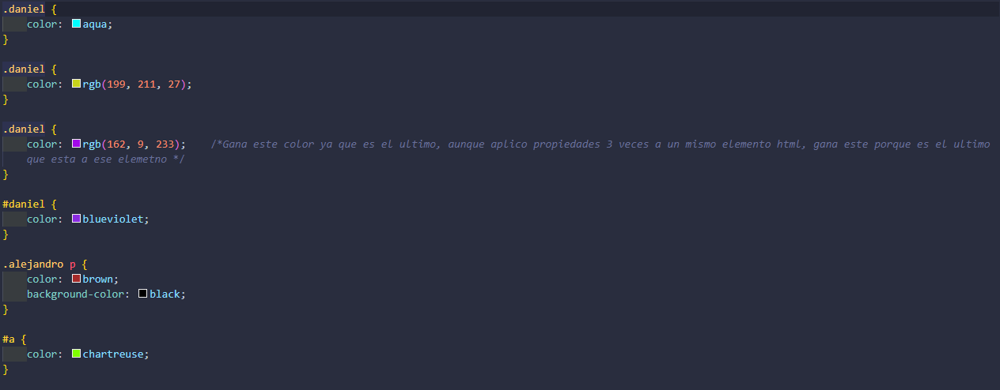 .daniel {
    color: aqua;
}
.daniel {
    color: rgb(199, 211, 27);
}
.daniel {
    color: rgb(162, 9, 233);    /*Gana este color ya que es el ultimo, aunque aplico propiedades 3 veces a un mismo elemento html, gana este porque es el ultimo
    que esta a ese elemetno */
}
#daniel {
    color: blueviolet;
}
.alejandro p {
    color: brown;
    background-color: black;
}
#a {
    color: chartreuse;
}